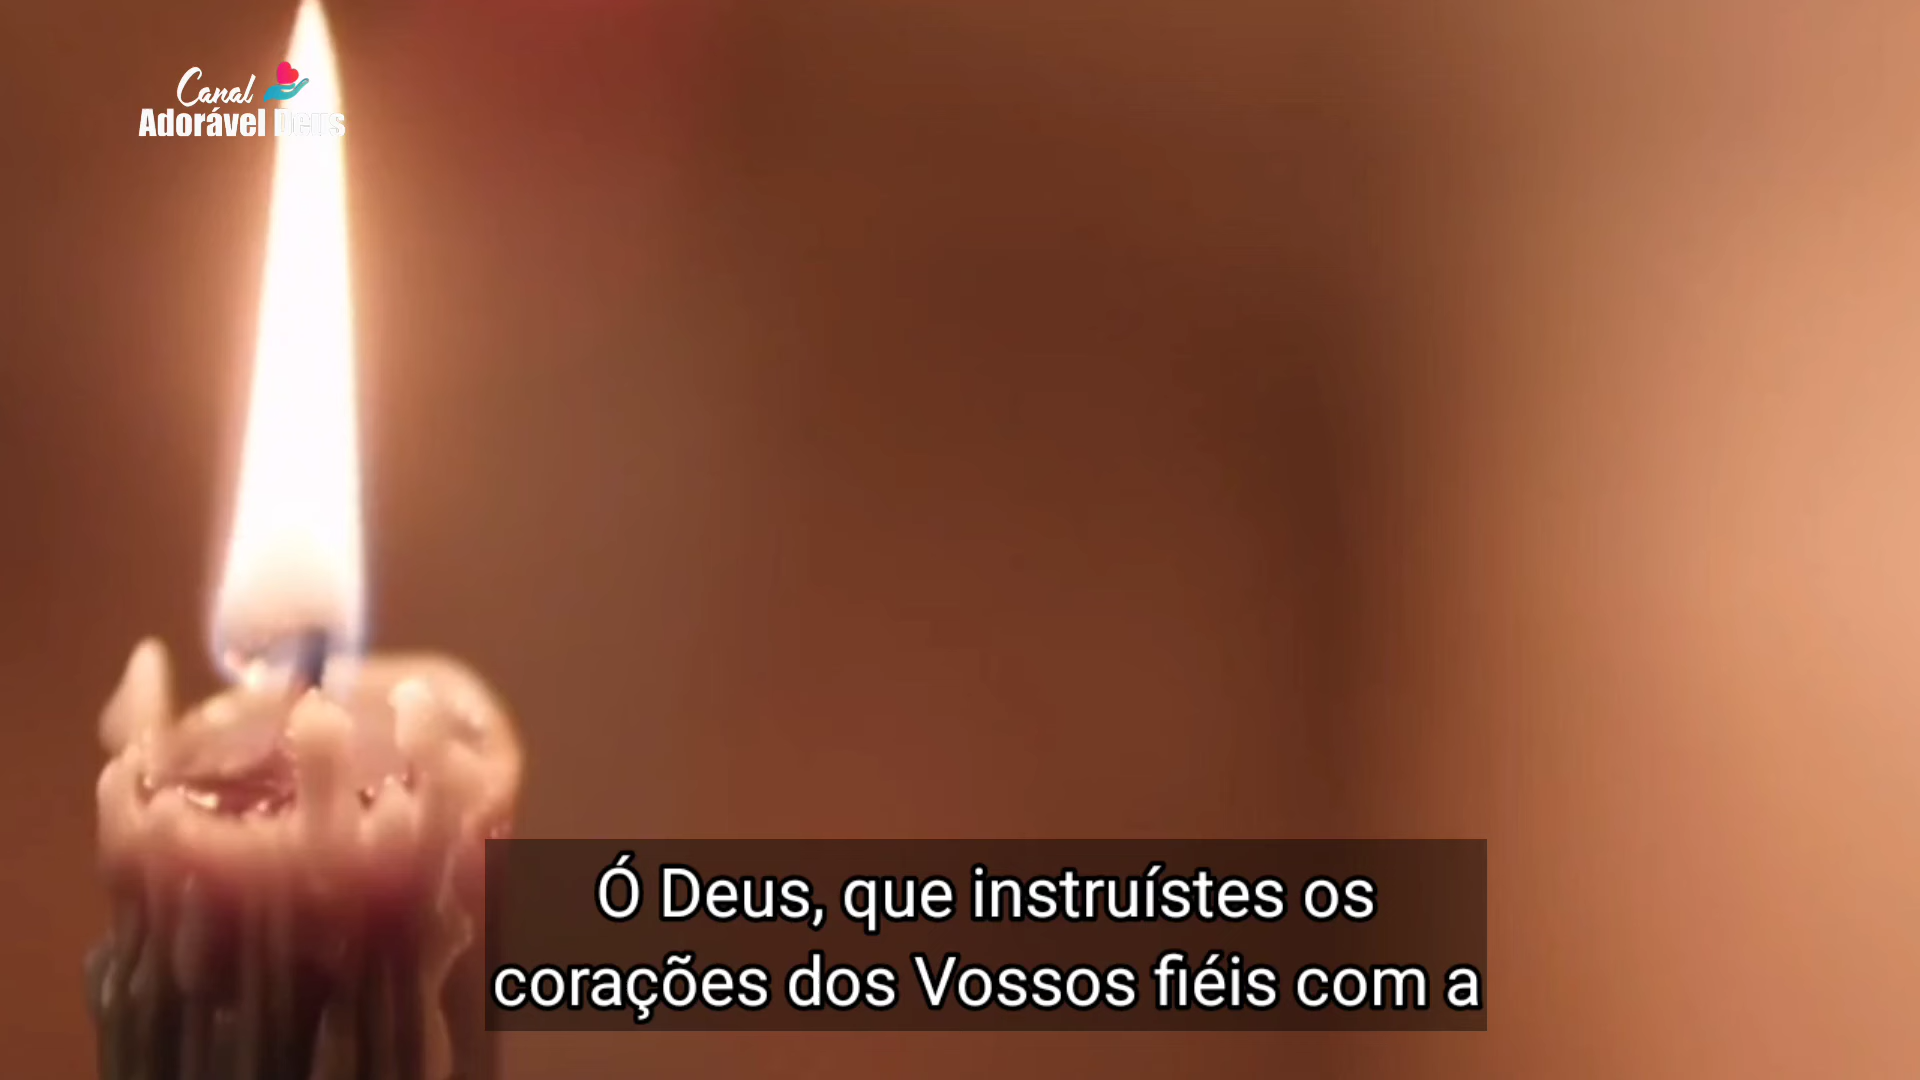 Canal
Adorável Deus
Ó Deus, que instruístes os
corações dos Vossos fiéis com a